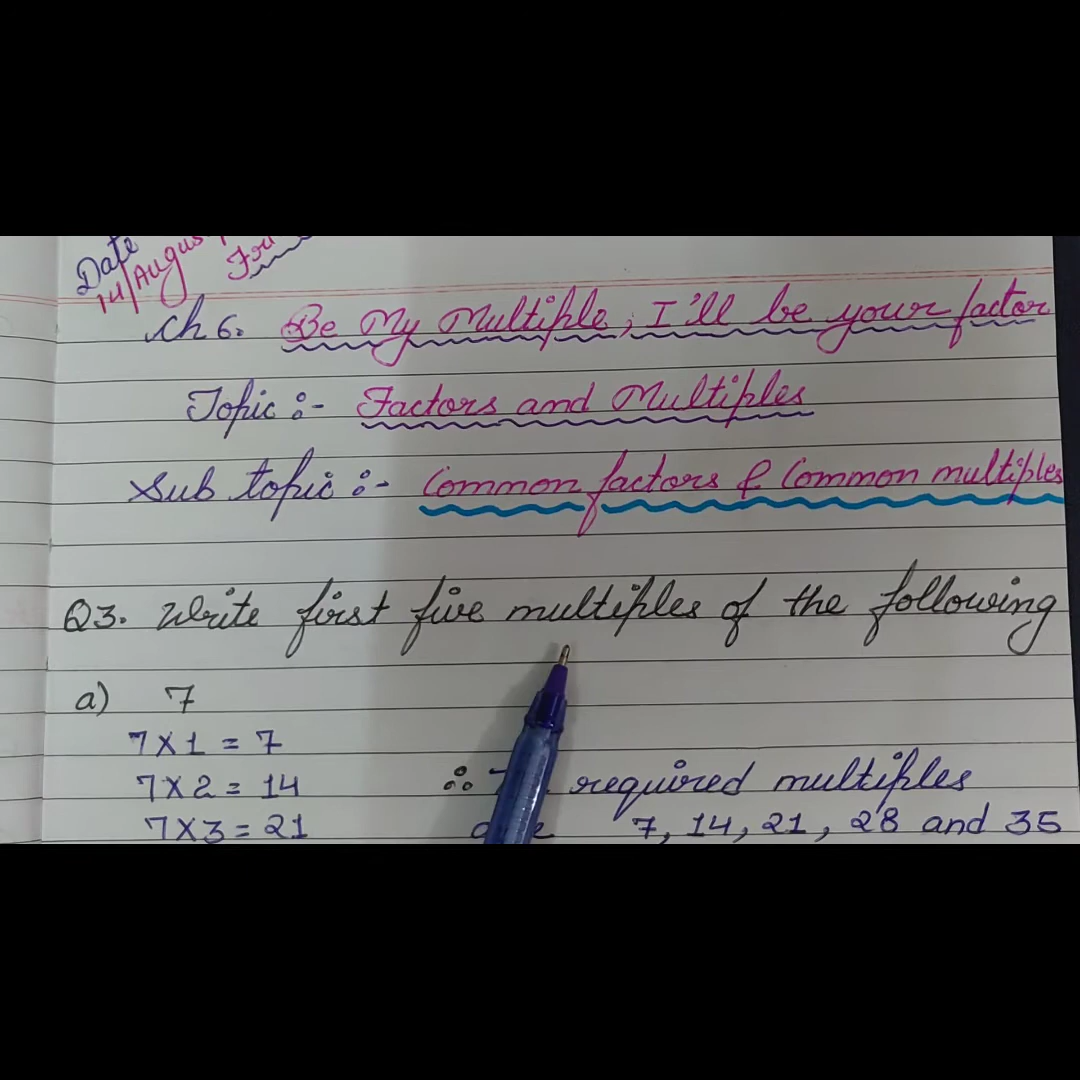 Date
14/August
Ch 6. Be My Multiple, I'll be your factor
Topic :- Factors and Multiples
Sub topic :- Common factors & Common multiples
Q3. Write first five multiples of the following
a) 7
7 X 1 = 7
7 X 2 = 14 ∴ required multiples
7 X 3 = 21 7, 14, 21, 28 and 35